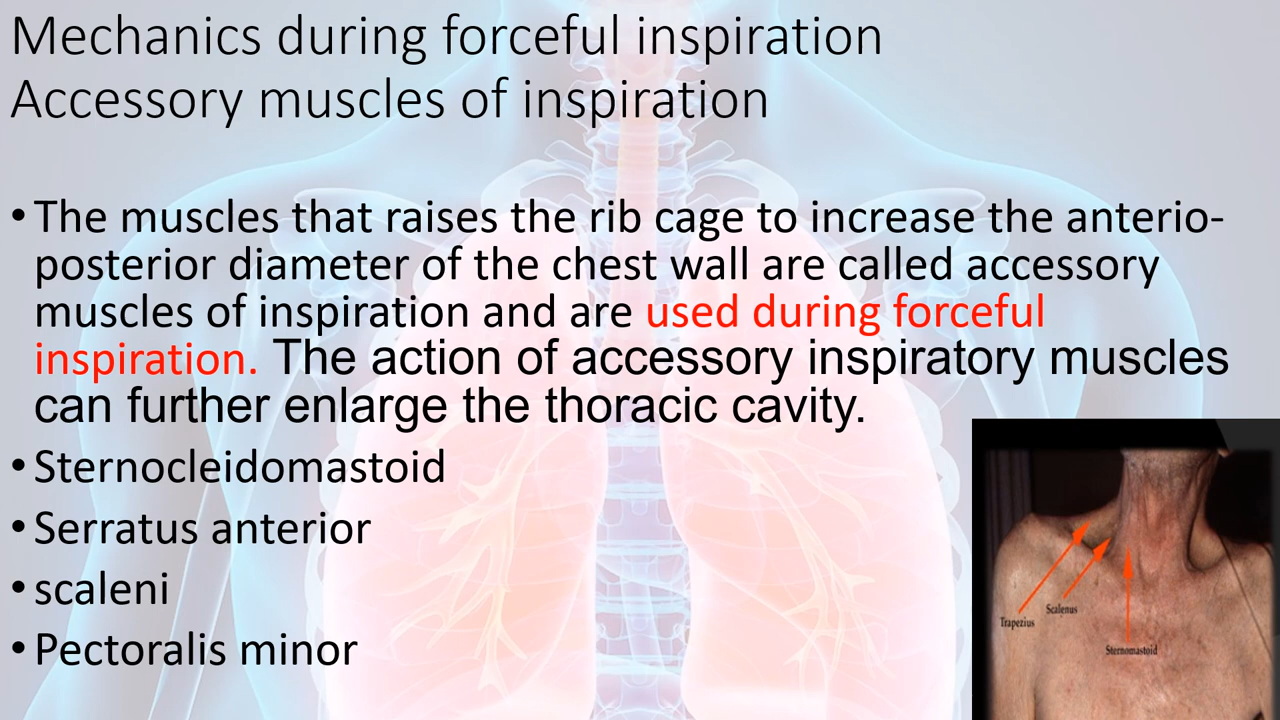 Mechanics during forceful inspiration
Accessory muscles of inspiration
• The muscles that raises the rib cage to increase the anterio-
posterior diameter of the chest wall are called accessory
muscles of inspiration and are used during forceful
inspiration. The action of accessory inspiratory muscles
can further enlarge the thoracic cavity.
• Sternocleidomastoid
• Serratus anterior
• scaleni
• Pectoralis minor
Scalenus
Trapezius
Sternomastoid